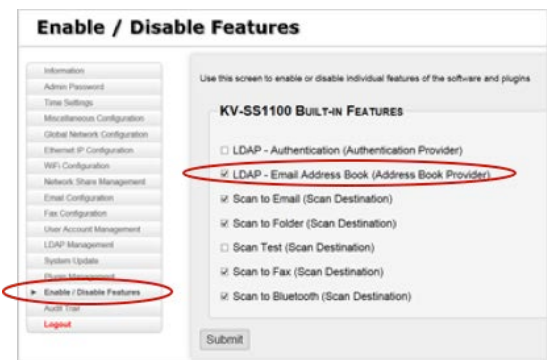 Enable / Disable Features
Information
Admin Password
Time Settings
Miscellaneous Configuration
Global Network Configuration
Ethernet IP Configuration
WiFi Configuration
Network Share Management
Email Configuration
Fax Configuration
User Account Management
LDAP Management
System Update
Plugin Management
Enable / Disable Features
Audit Trail
Logout
Use this screen to enable or disable individual features of the software and plugins
KV-SS1100 BUILT-IN FEATURES
LDAP - Authentication (Authentication Provider)
LDAP - Email Address Book (Address Book Provider)
Scan to Email (Scan Destination)
Scan to Folder (Scan Destination)
Scan Test (Scan Destination)
Scan to Fax (Scan Destination)
Scan to Bluetooth (Scan Destination)
Submit